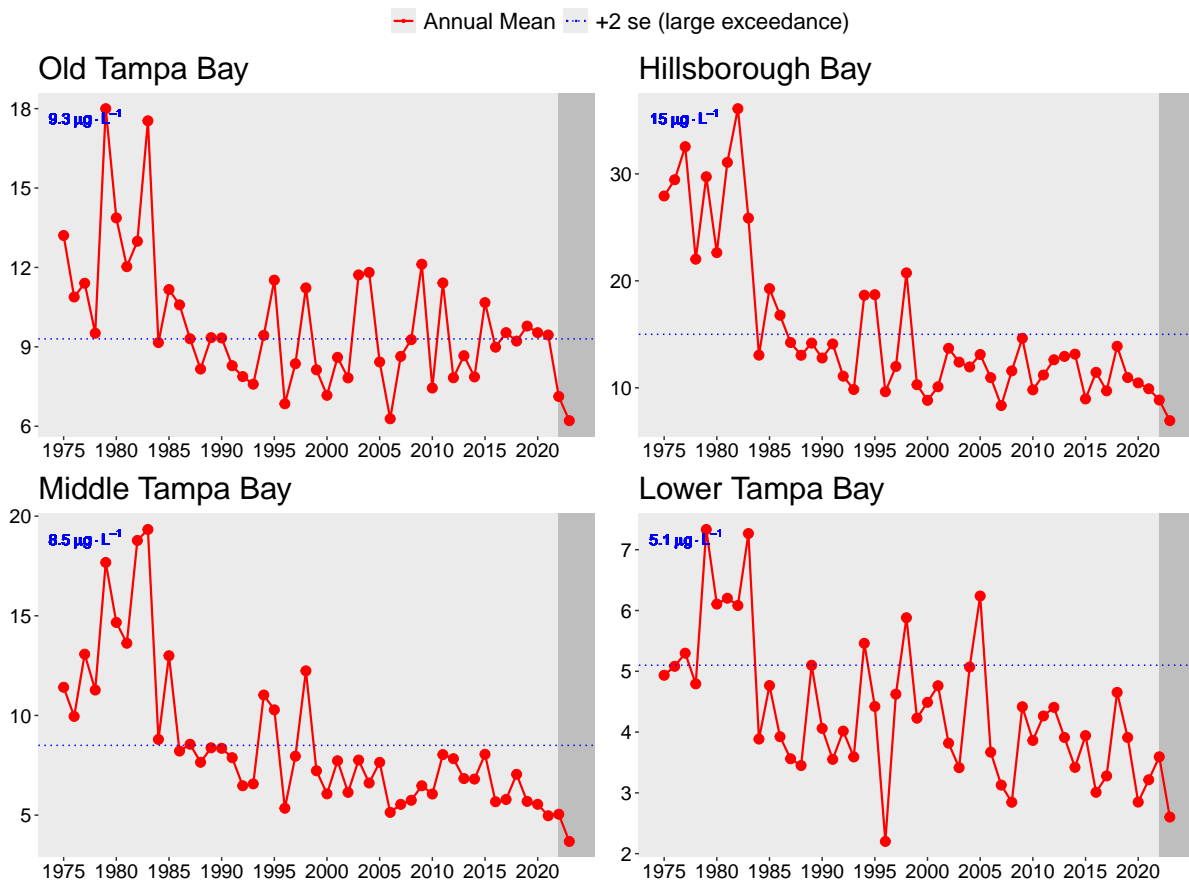 Annual Mean +2 se (large exceedance)
Old Tampa Bay
18
15
12
9
6
9.3 µg·L⁻¹
1975 1980 1985 1990 1995 2000 2005 2010 2015 2020
Hillsborough Bay
30
20
10
15 µg·L⁻¹
1975 1980 1985 1990 1995 2000 2005 2010 2015 2020
Middle Tampa Bay
20
15
10
5
8.5 µg·L⁻¹
1975 1980 1985 1990 1995 2000 2005 2010 2015 2020
Lower Tampa Bay
7
6
5
4
3
2
5.1 µg·L⁻¹
1975 1980 1985 1990 1995 2000 2005 2010 2015 2020